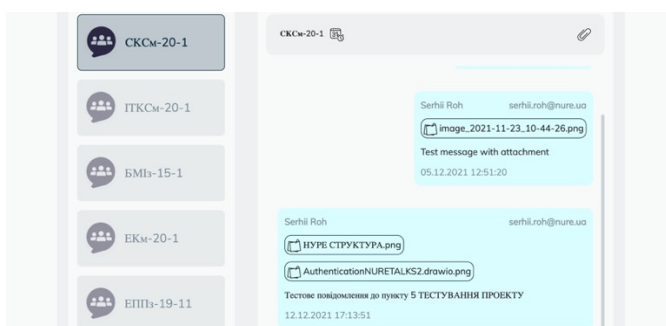 СКСм-20-1
ІТКСм-20-1
БМІз-15-1
ЕКм-20-1
ЕППз-19-11
СКСм-20-1
Serhii Roh serhii.roh@nure.ua
image_2021-11-23_10-44-26.png
Test message with attachment
05.12.2021 12:51:20
Serhii Roh serhii.roh@nure.ua
НУРЕ СТРУКТУРА.png
AuthenticationNURETALKS2.drawio.png
Тестове повідомлення до пункту 5 ТЕСТУВАННЯ ПРОЕКТУ
12.12.2021 17:13:51